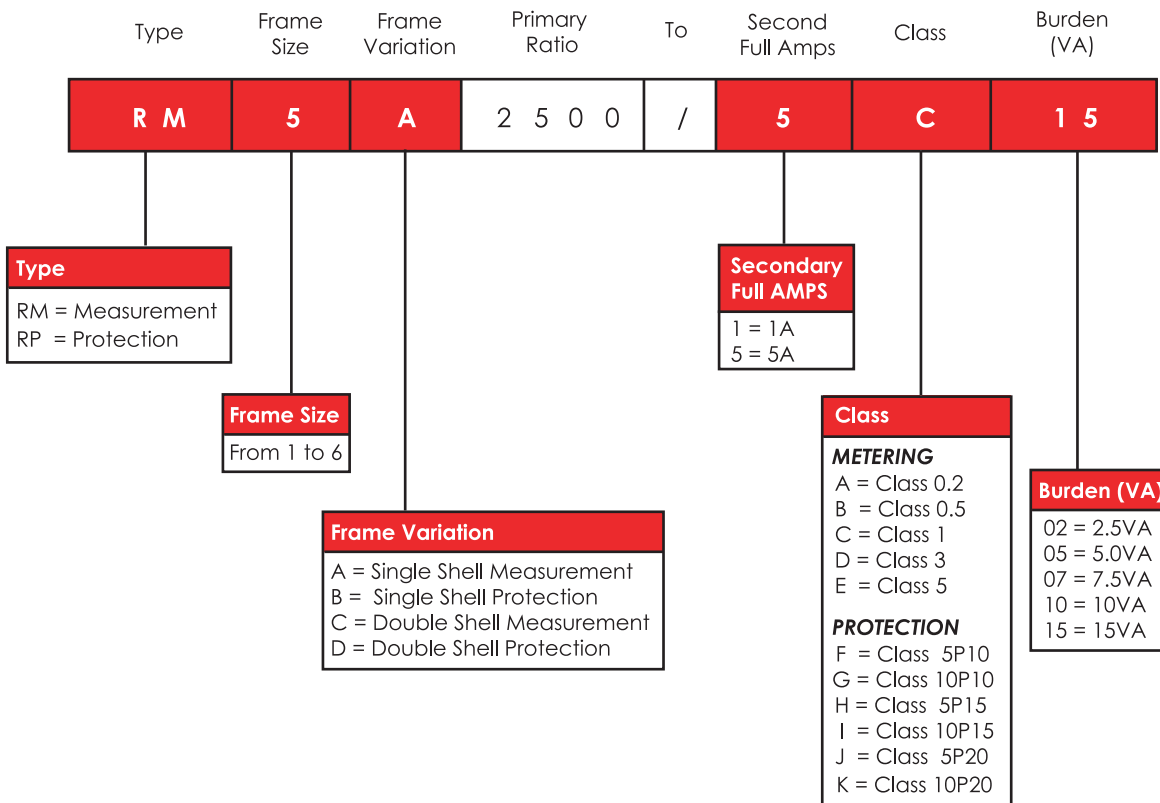 Type
Frame
Size
Frame
Variation
Primary
Ratio
To
Second
Full Amps
Class
Burden
(VA)
R M 5 A 2 5 0 0 / 5 C 1 5
Type
RM = Measurement
RP = Protection
Frame Size
From 1 to 6
Frame Variation
A = Single Shell Measurement
B = Single Shell Protection
C = Double Shell Measurement
D = Double Shell Protection
Secondary
Full AMPS
1 = 1A
5 = 5A
Class
METERING
A = Class 0.2
B = Class 0.5
C = Class 1
D = Class 3
E = Class 5
PROTECTION
F = Class 5P10
G = Class 10P10
H = Class 5P15
I = Class 10P15
J = Class 5P20
K = Class 10P20
Burden (VA)
02 = 2.5VA
05 = 5.0VA
07 = 7.5VA
10 = 10VA
15 = 15VA